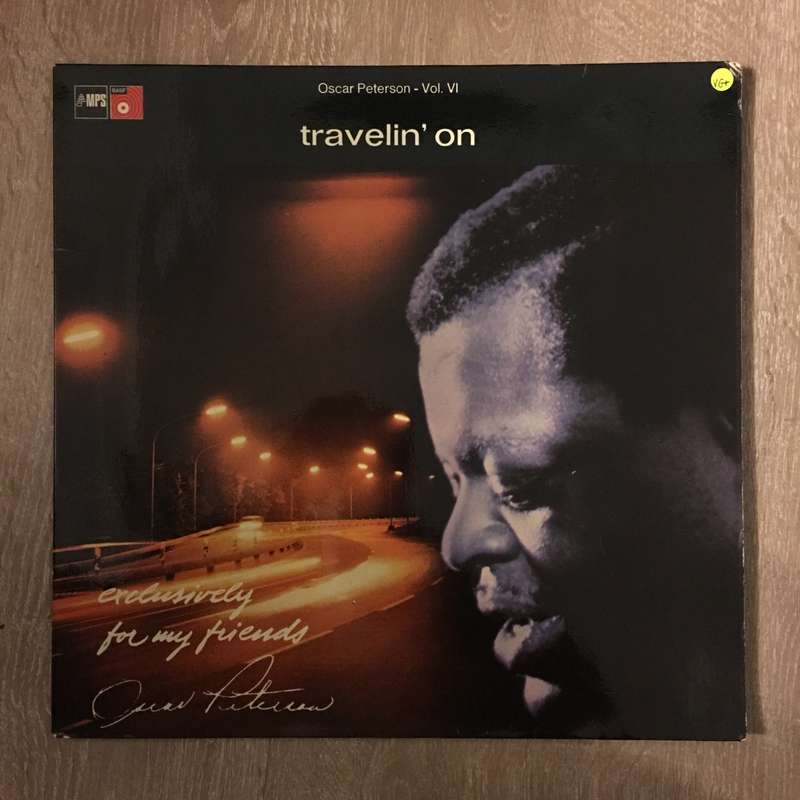 Oscar Peterson - Vol. VI
VG+
MPS
BASF
travelin' on
exclusively
for my friends
Oscar Peterson